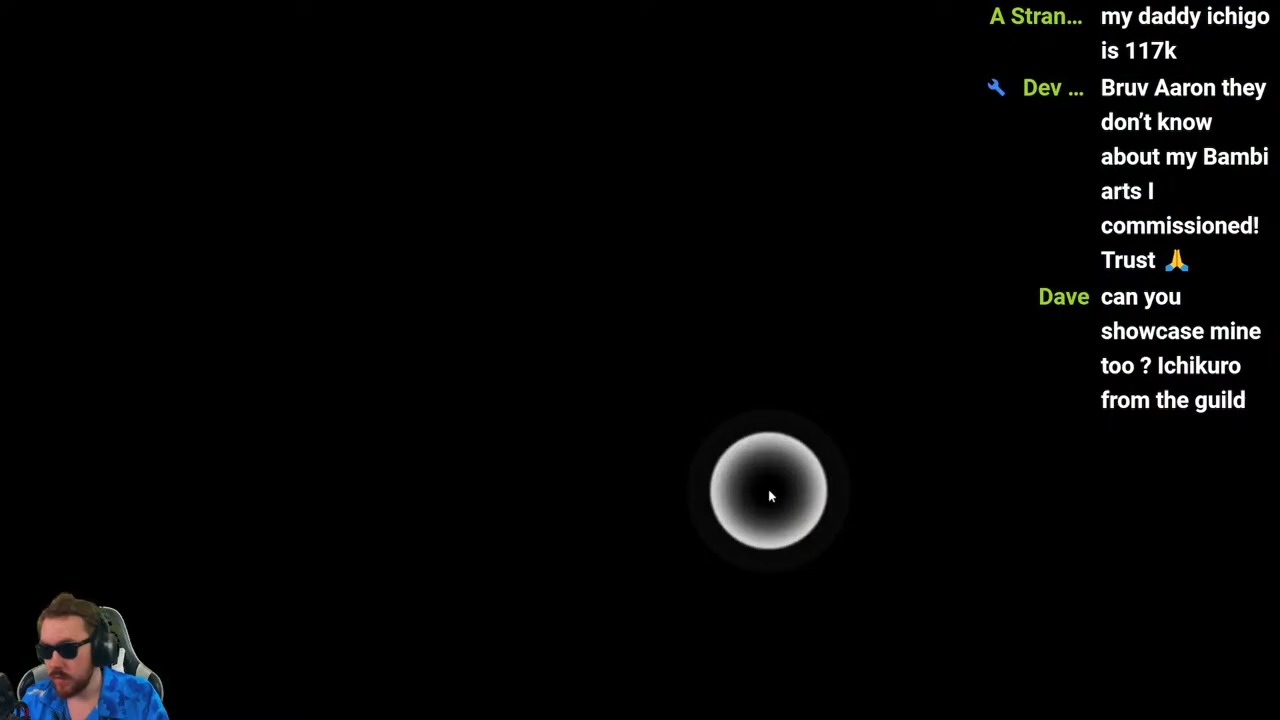 A Stran… my daddy ichigo
is 117k
Dev … Bruv Aaron they
don’t know
about my Bambi
arts I
commissioned!
Trust 🙏
Dave can you
showcase mine
too ? Ichikuro
from the guild